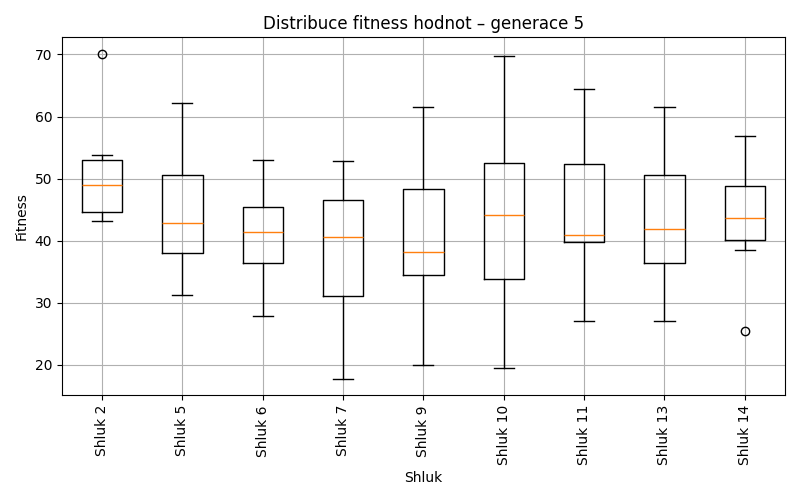 Distribuce fitness hodnot – generace 5
Fitness
70
60
50
40
30
20
Shluk 2
Shluk 5
Shluk 6
Shluk 7
Shluk 9
Shluk 10
Shluk 11
Shluk 13
Shluk 14
Shluk